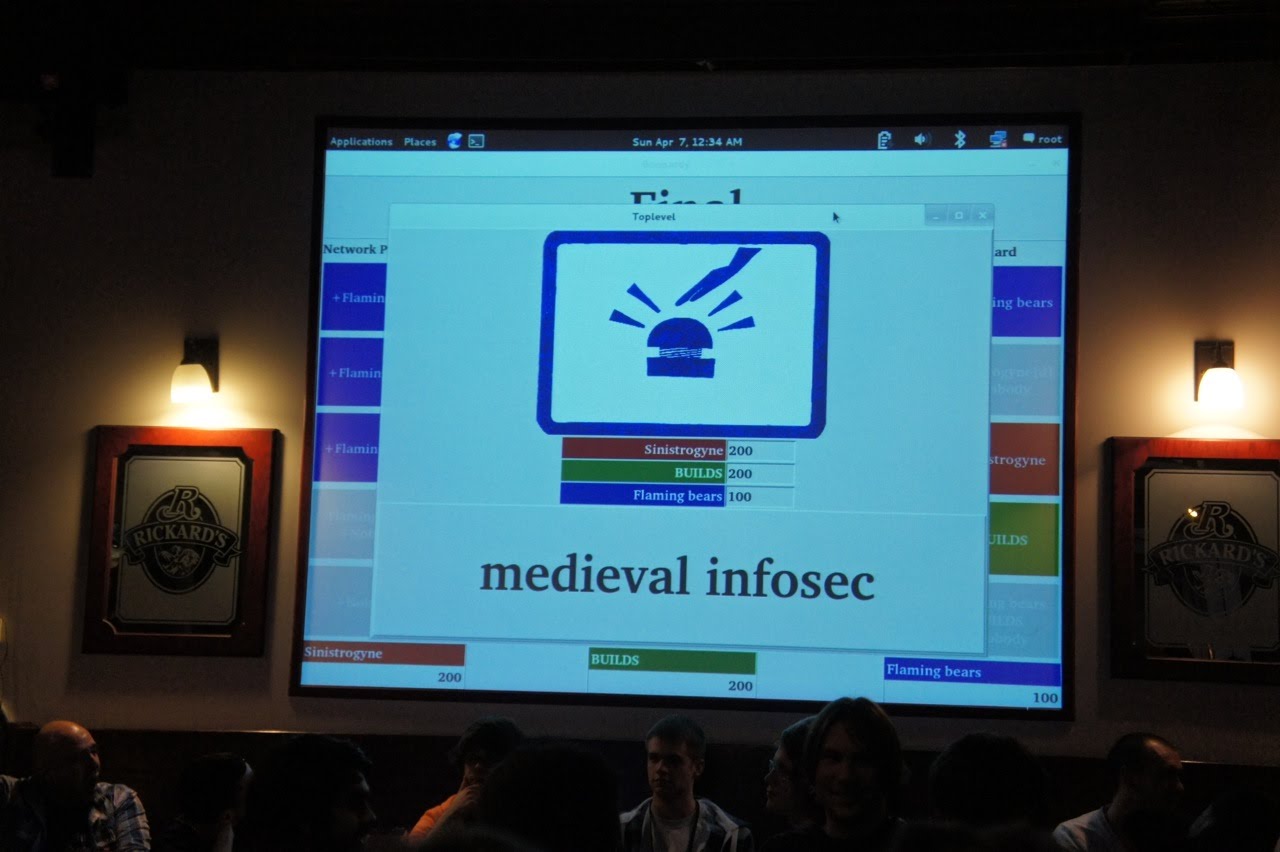 Applications Places
Sun Apr 7, 12:34 AM
root
Final
Toplevel
Network P
ard
+Flamin
ing bears
+Flamin
+Flamin
strogyne
Sinistrogyne 200
BUILDS 200
Flaming bears 100
UILDS
medieval infosec
Sinistrogyne
200
BUILDS
200
Flaming bears
100
R
RICKARD'S
R
RICKARD'S